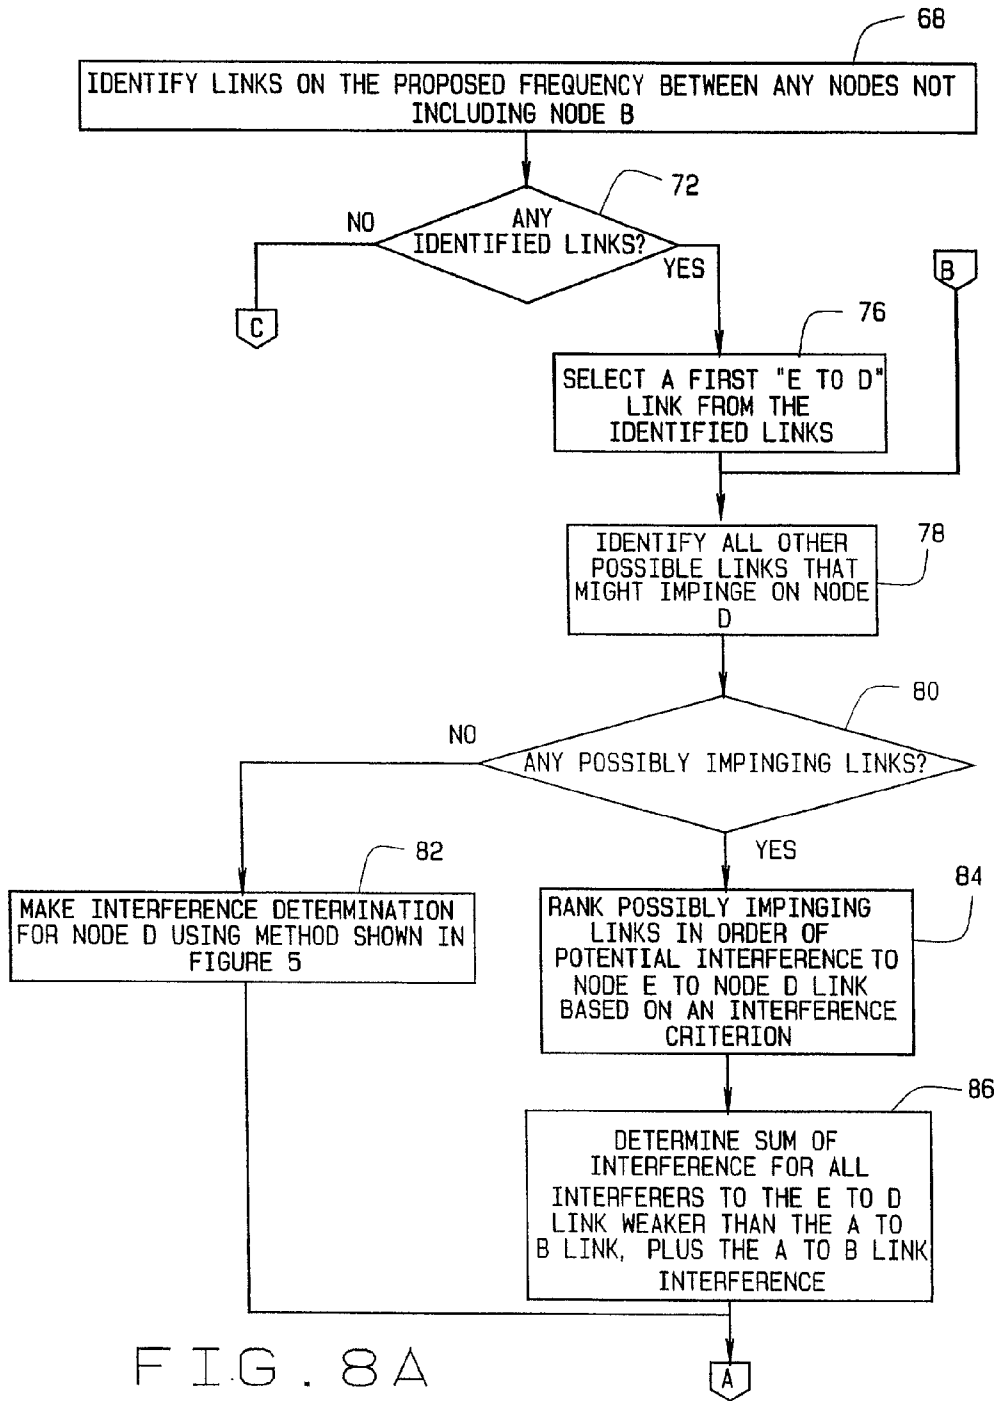 68
IDENTIFY LINKS ON THE PROPOSED FREQUENCY BETWEEN ANY NODES NOT
INCLUDING NODE B
72
NO
ANY
IDENTIFIED LINKS?
YES
B
C
76
SELECT A FIRST "E TO D"
LINK FROM THE
IDENTIFIED LINKS
78
IDENTIFY ALL OTHER
POSSIBLE LINKS THAT
MIGHT IMPINGE ON NODE
D
80
NO
ANY POSSIBLY IMPINGING LINKS?
YES
82
MAKE INTERFERENCE DETERMINATION
FOR NODE D USING METHOD SHOWN IN
FIGURE 5
84
RANK POSSIBLY IMPINGING
LINKS IN ORDER OF
POTENTIAL INTERFERENCE TO
NODE E TO NODE D LINK
BASED ON AN INTERFERENCE
CRITERION
86
DETERMINE SUM OF
INTERFERENCE FOR ALL
INTERFERERS TO THE E TO D
LINK WEAKER THAN THE A TO
B LINK, PLUS THE A TO B LINK
INTERFERENCE
A
FIG. 8A